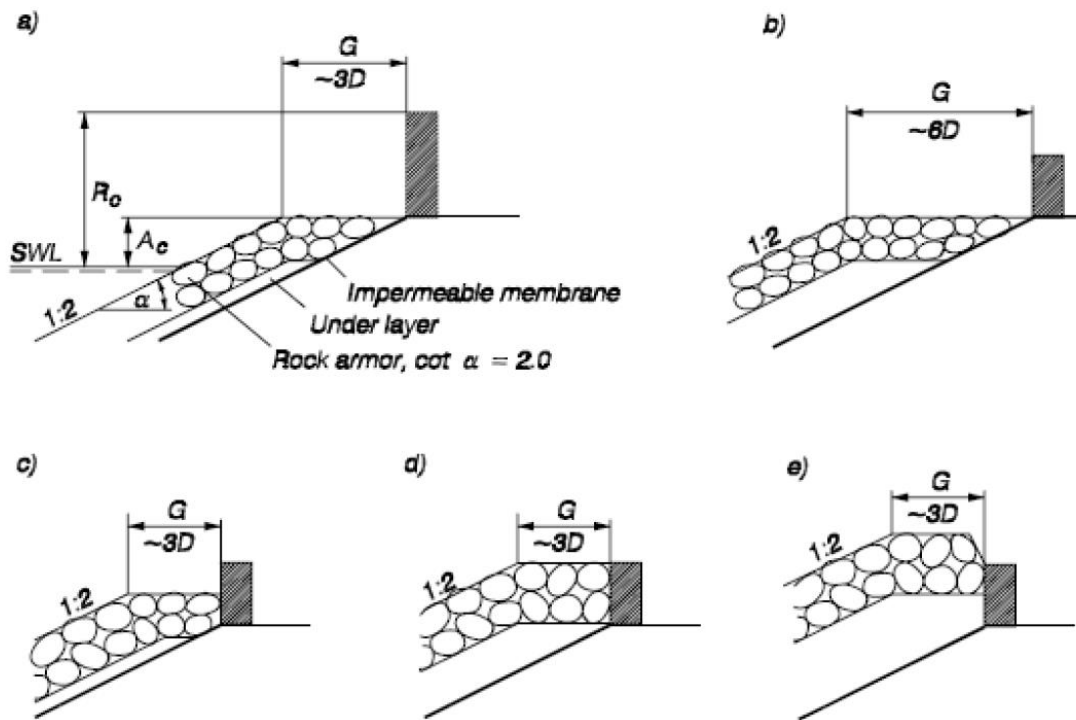 a)
G
~3D
Rc
Ac
SWL
α
1:2
Impermeable membrane
Under layer
Rock armor, cot α = 2.0
b)
G
~6D
1:2
c)
G
~3D
1:2
d)
G
~3D
1:2
e)
G
~3D
1:2